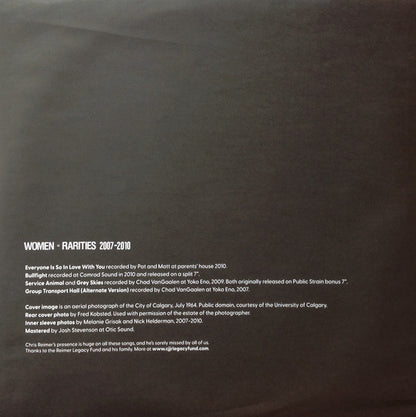 WOMEN - RARITIES 2007-2010
Everyone Is So In Love With You recorded by Pat and Matt at parents' house 2010.
Bullfight recorded at Comrad Sound in 2010 and released on a split 7".
Service Animal and Grey Skies recorded by Chad VanGaalen at Yoko Eno, 2009. Both originally released on Public Strain bonus 7".
Group Transport Hall (Alternate Version) recorded by Chad VanGaalen at Yoko Eno, 2007.
Cover image is an aerial photograph of the City of Calgary, July 1964. Public domain, courtesy of the University of Calgary.
Rear cover photo by Fred Kobsted. Used with permission of the estate of the photographer.
Inner sleeve photos by Melanie Grisak and Nick Helderman, 2007-2010.
Mastered by Josh Stevenson at Otic Sound.
Chris Reimer's presence is huge on all these songs, and he's sorely missed by all of us.
Thanks to the Reimer Legacy Fund and his family. More at www.cjrlegacyfund.com